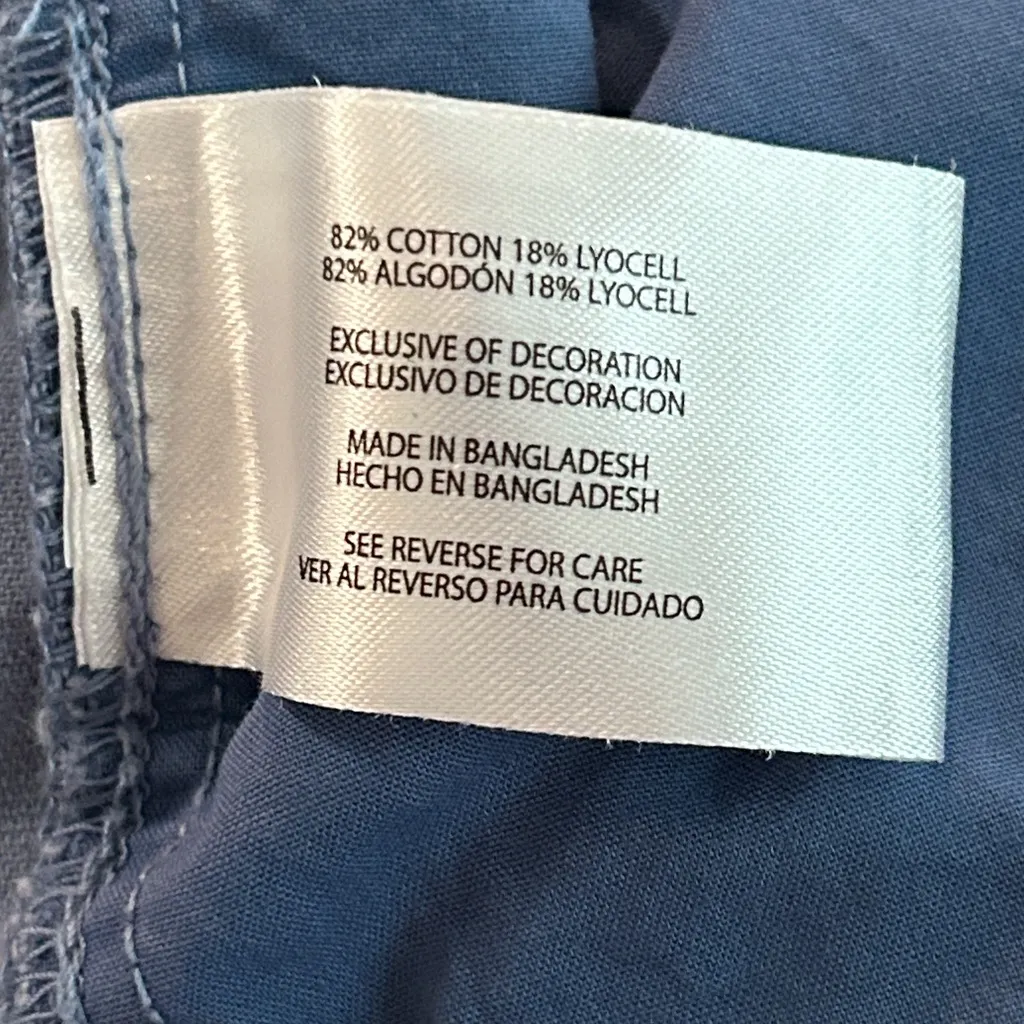 82% COTTON 18% LYOCELL
82% ALGODÓN 18% LYOCELL
EXCLUSIVE OF DECORATION
EXCLUSIVO DE DECORACION
MADE IN BANGLADESH
HECHO EN BANGLADESH
SEE REVERSE FOR CARE
VER AL REVERSO PARA CUIDADO